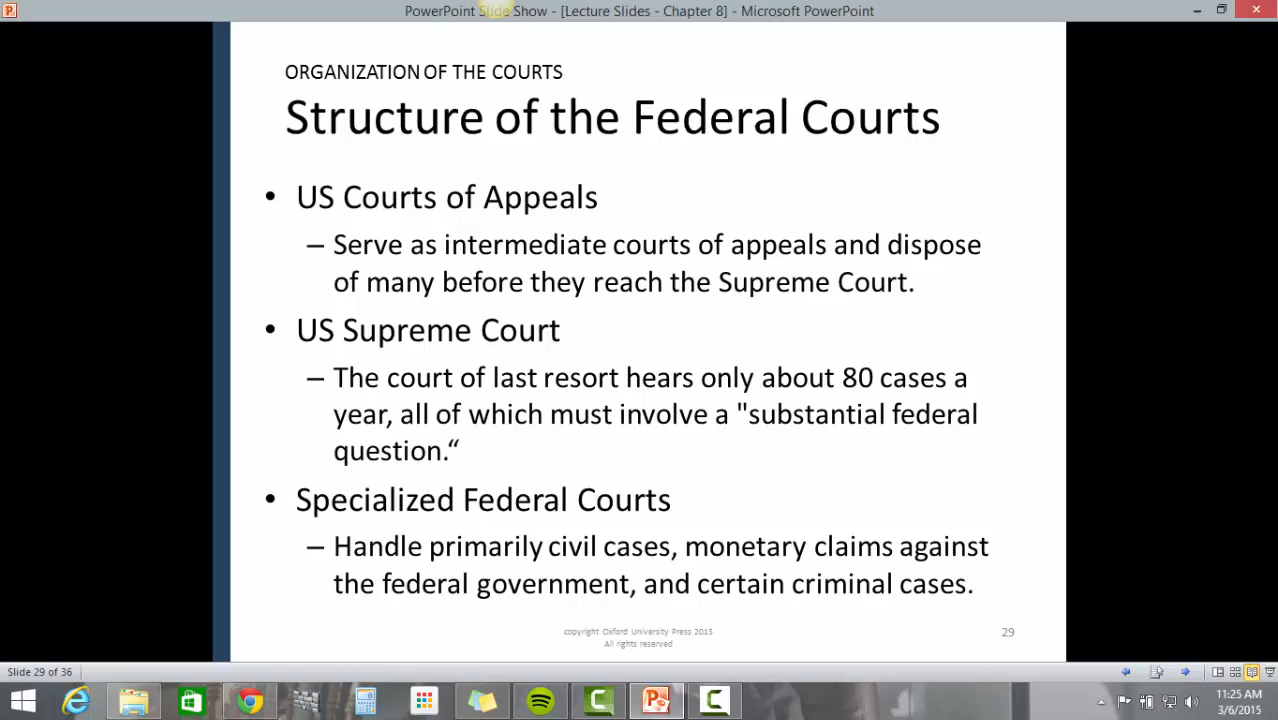 PowerPoint Slide Show - [Lecture Slides - Chapter 8] - Microsoft PowerPoint
ORGANIZATION OF THE COURTS
Structure of the Federal Courts
• US Courts of Appeals
– Serve as intermediate courts of appeals and dispose
of many before they reach the Supreme Court.
• US Supreme Court
– The court of last resort hears only about 80 cases a
year, all of which must involve a "substantial federal
question.“
• Specialized Federal Courts
– Handle primarily civil cases, monetary claims against
the federal government, and certain criminal cases.
copyright Oxford University Press 2013
All rights reserved
29
Slide 29 of 36
11:25 AM
3/6/2015